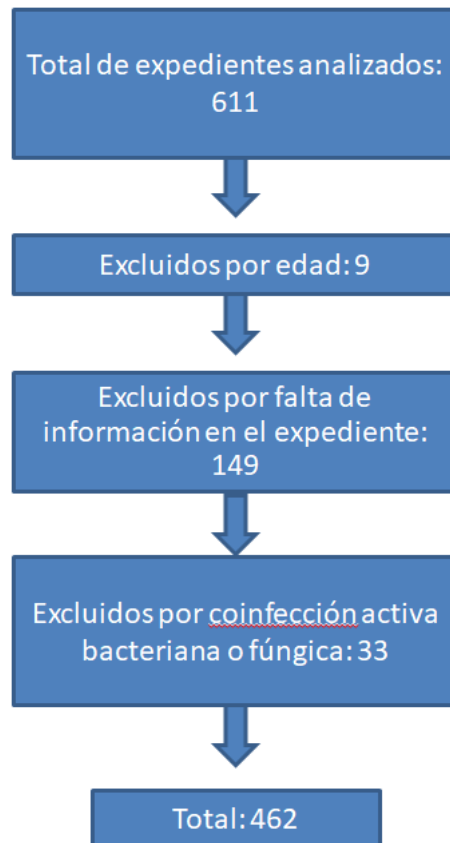 Total de expedientes analizados:
611
Excluidos por edad: 9
Excluidos por falta de
información en el expediente:
149
Excluidos por coinfección activa
bacteriana o fúngica: 33
Total: 462